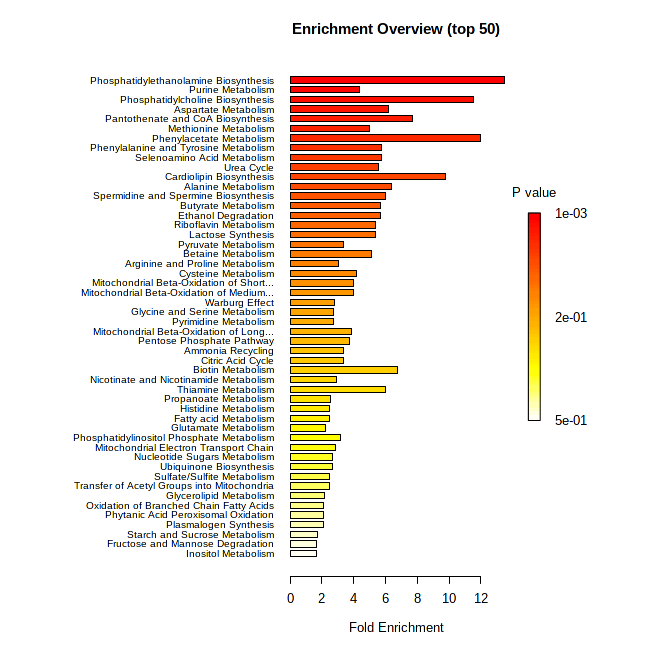 Enrichment Overview (top 50)
Phosphatidylethanolamine Biosynthesis
Purine Metabolism
Phosphatidylcholine Biosynthesis
Aspartate Metabolism
Pantothenate and CoA Biosynthesis
Methionine Metabolism
Phenylacetate Metabolism
Phenylalanine and Tyrosine Metabolism
Selenoamino Acid Metabolism
Urea Cycle
Cardiolipin Biosynthesis
Alanine Metabolism
Spermidine and Spermine Biosynthesis
Butyrate Metabolism
Ethanol Degradation
Riboflavin Metabolism
Lactose Synthesis
Pyruvate Metabolism
Betaine Metabolism
Arginine and Proline Metabolism
Cysteine Metabolism
Mitochondrial Beta-Oxidation of Short...
Mitochondrial Beta-Oxidation of Medium...
Warburg Effect
Glycine and Serine Metabolism
Pyrimidine Metabolism
Mitochondrial Beta-Oxidation of Long...
Pentose Phosphate Pathway
Ammonia Recycling
Citric Acid Cycle
Biotin Metabolism
Nicotinate and Nicotinamide Metabolism
Thiamine Metabolism
Propanoate Metabolism
Histidine Metabolism
Fatty acid Metabolism
Glutamate Metabolism
Phosphatidylinositol Phosphate Metabolism
Mitochondrial Electron Transport Chain
Nucleotide Sugars Metabolism
Ubiquinone Biosynthesis
Sulfate/Sulfite Metabolism
Transfer of Acetyl Groups into Mitochondria
Glycerolipid Metabolism
Oxidation of Branched Chain Fatty Acids
Phytanic Acid Peroxisomal Oxidation
Plasmalogen Synthesis
Starch and Sucrose Metabolism
Fructose and Mannose Degradation
Inositol Metabolism
0 2 4 6 8 10 12
Fold Enrichment
P value
1e-03
2e-01
5e-01